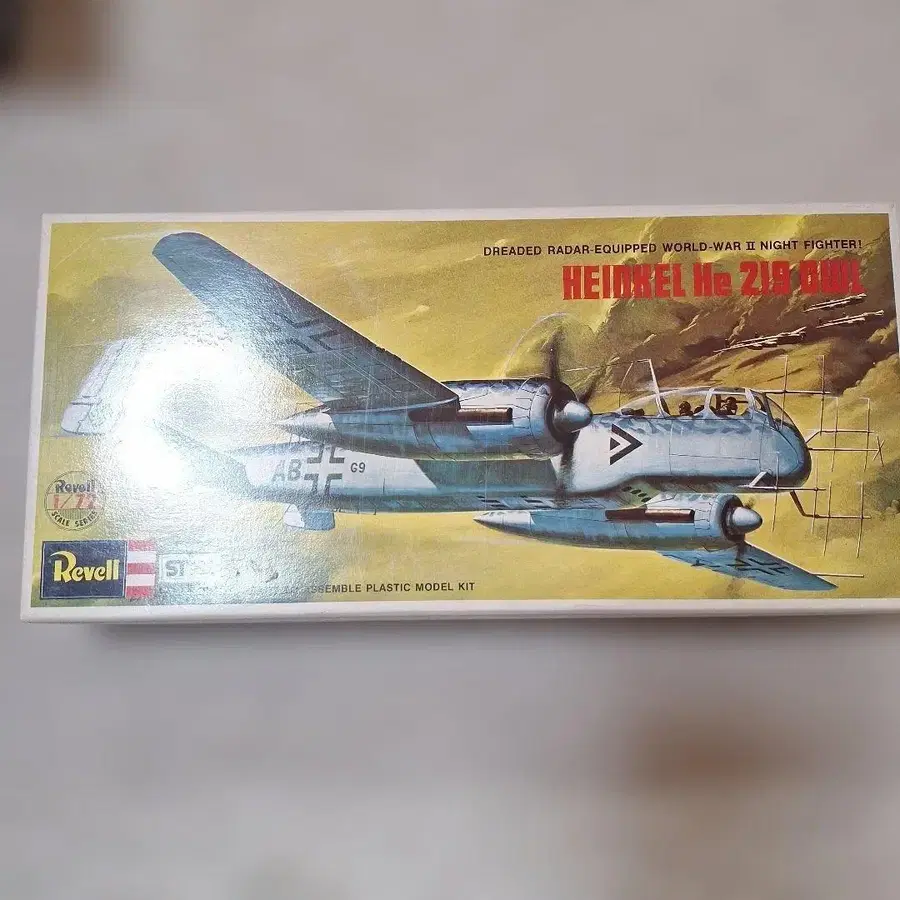 DREADED RADAR-EQUIPPED WORLD-WAR II NIGHT FIGHTER!
HEINKEL He 219 OWL
AB
G9
Revell
1/72
SCALE SERIES
Revell
ASSEMBLE PLASTIC MODEL KIT